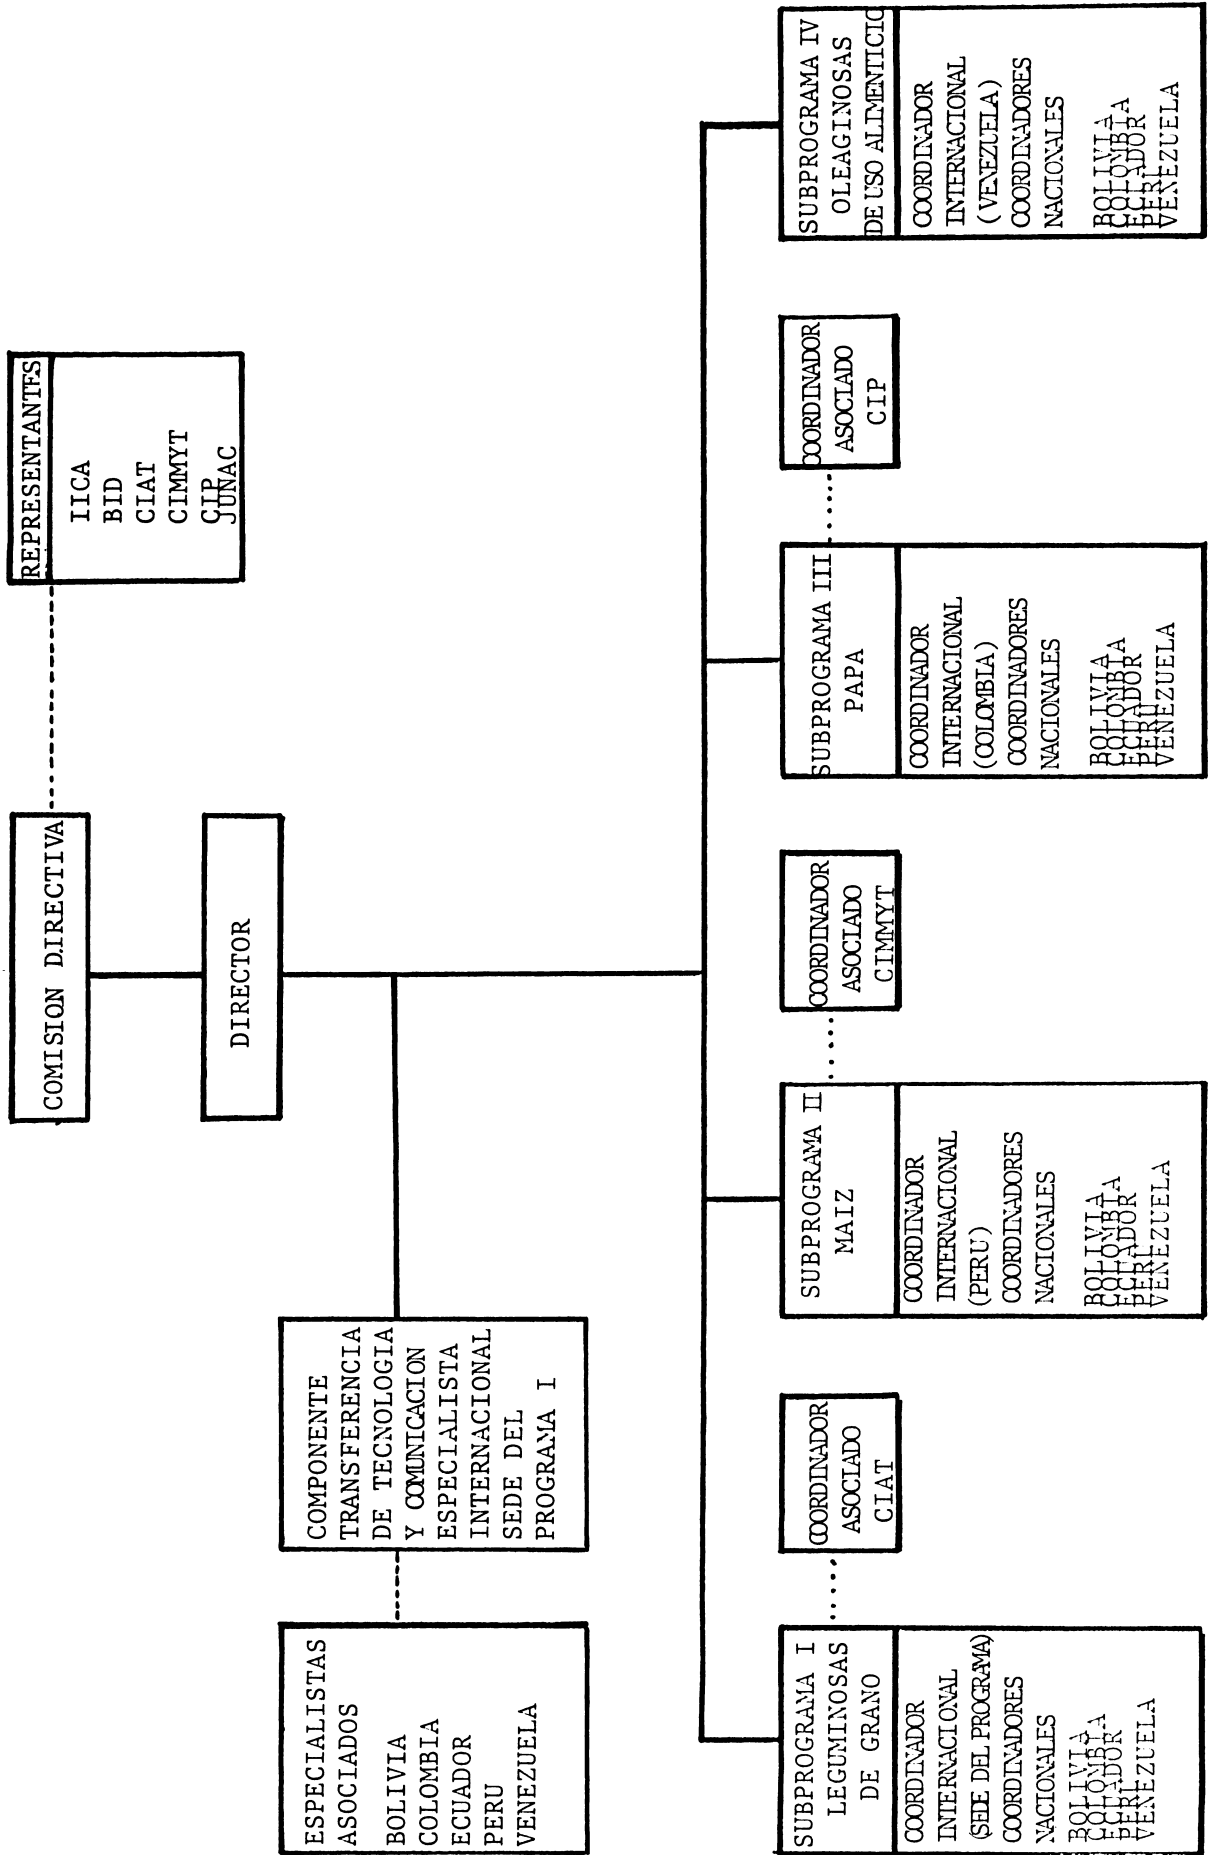 COMISION DIRECTIVA
REPRESENTANTES
IICA
BID
CIAT
CIMMYT
CIP
JUNAC
DIRECTOR
ESPECIALISTAS
ASOCIADOS
BOLIVIA
COLOMBIA
ECUADOR
PERU
VENEZUELA
COMPONENTE
TRANSFERENCIA
DE TECNOLOGIA
Y COMUNICACION
ESPECIALISTA
INTERNACIONAL
SEDE DEL
PROGRAMA I
SUBPROGRAMA I
LEGUMINOSAS
DE GRANO
COORDINADOR
INTERNACIONAL
(SEDE DEL PROGRAMA)
COORDINADORES
NACIONALES
BOLIVIA
COLOMBIA
ECUADOR
PERU
VENEZUELA
COORDINADOR
ASOCIADO
CIAT
SUBPROGRAMA II
MAIZ
COORDINADOR
INTERNACIONAL
(PERU)
COORDINADORES
NACIONALES
BOLIVIA
COLOMBIA
ECUADOR
PERU
VENEZUELA
COORDINADOR
ASOCIADO
CIMMYT
SUBPROGRAMA III
PAPA
COORDINADOR
INTERNACIONAL
(COLOMBIA)
COORDINADORES
NACIONALES
BOLIVIA
COLOMBIA
ECUADOR
PERU
VENEZUELA
COORDINADOR
ASOCIADO
CIP
SUBPROGRAMA IV
OLEAGINOSAS
DE USO ALIMENTICIO
COORDINADOR
INTERNACIONAL
(VENEZUELA)
COORDINADORES
NACIONALES
BOLIVIA
COLOMBIA
ECUADOR
PERU
VENEZUELA